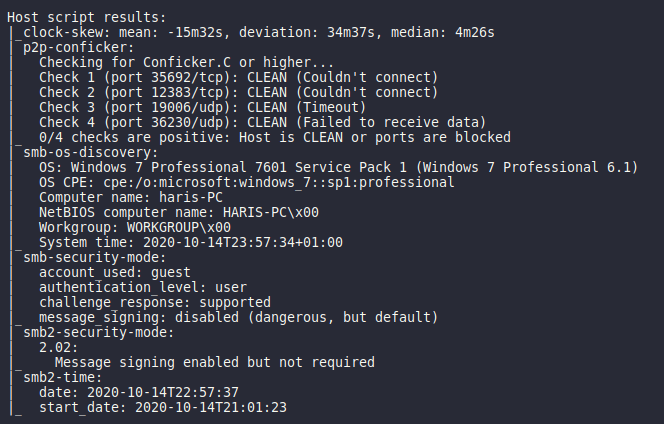 Host script results:
|_clock-skew: mean: -15m32s, deviation: 34m37s, median: 4m26s
| p2p-conficker:
|   Checking for Conficker.C or higher...
|   Check 1 (port 35692/tcp): CLEAN (Couldn't connect)
|   Check 2 (port 12383/tcp): CLEAN (Couldn't connect)
|   Check 3 (port 19006/udp): CLEAN (Timeout)
|   Check 4 (port 36230/udp): CLEAN (Failed to receive data)
|_  0/4 checks are positive: Host is CLEAN or ports are blocked
| smb-os-discovery:
|   OS: Windows 7 Professional 7601 Service Pack 1 (Windows 7 Professional 6.1)
|   OS CPE: cpe:/o:microsoft:windows_7::sp1:professional
|   Computer name: haris-PC
|   NetBIOS computer name: HARIS-PC\x00
|   Workgroup: WORKGROUP\x00
|_  System time: 2020-10-14T23:57:34+01:00
| smb-security-mode:
|   account_used: guest
|   authentication_level: user
|   challenge_response: supported
|_  message_signing: disabled (dangerous, but default)
| smb2-security-mode:
|   2.02:
|_    Message signing enabled but not required
| smb2-time:
|   date: 2020-10-14T22:57:37
|_  start_date: 2020-10-14T21:01:23